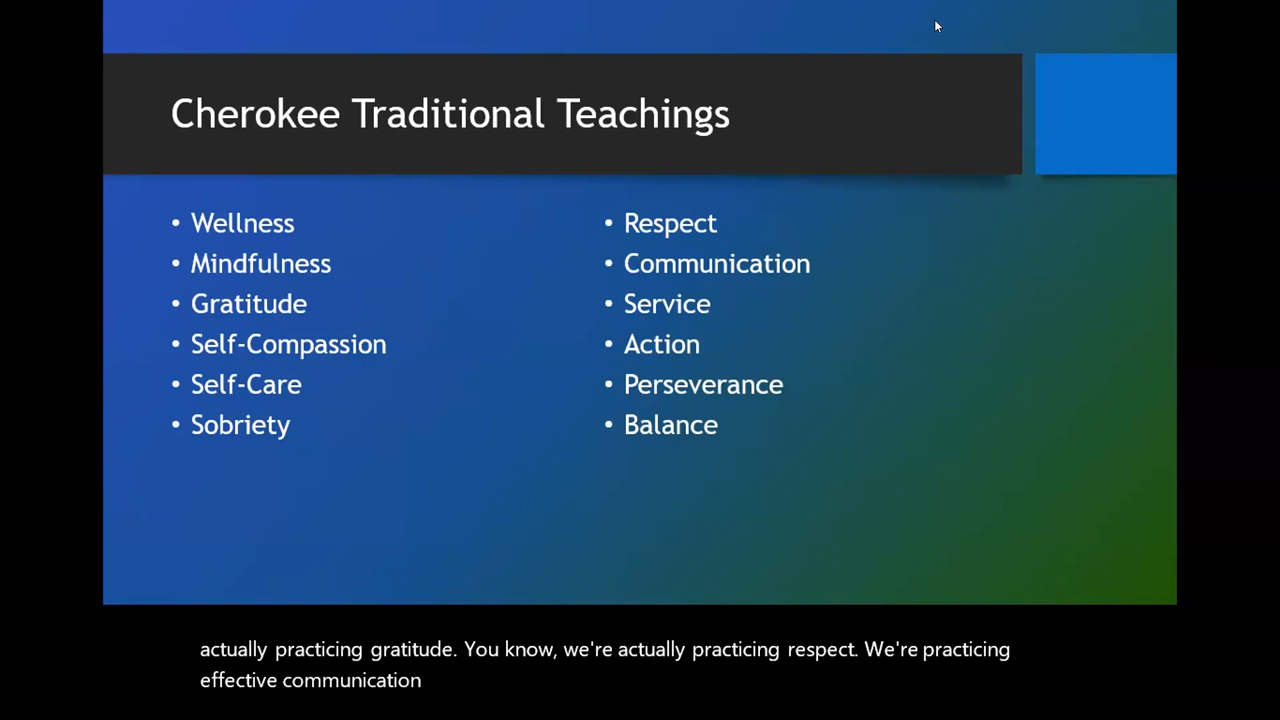 Cherokee Traditional Teachings
• Wellness
• Mindfulness
• Gratitude
• Self-Compassion
• Self-Care
• Sobriety
• Respect
• Communication
• Service
• Action
• Perseverance
• Balance
actually practicing gratitude. You know, we're actually practicing respect. We're practicing
effective communication